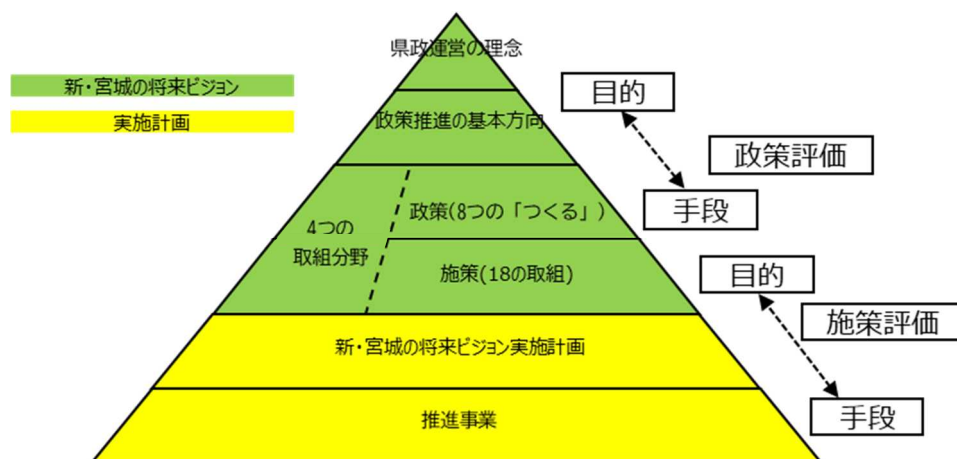 県政運営の理念
新・宮城の将来ビジョン
実施計画
政策推進の基本方向
目的
政策評価
手段
4つの
取組分野
政策(8つの「つくる」)
施策(18の取組)
目的
施策評価
手段
新・宮城の将来ビジョン実施計画
推進事業